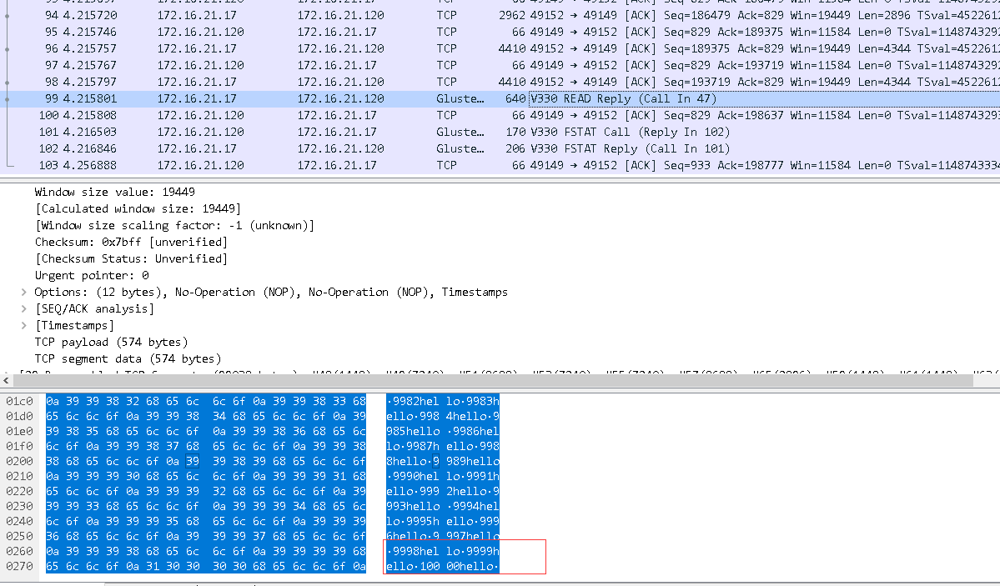 94 4.215720 172.16.21.17 172.16.21.120 TCP 2962 49152 → 49149 [ACK] Seq=186479 Ack=829 Win=19449 Len=2896 TSval=4522612
95 4.215746 172.16.21.120 172.16.21.17 TCP 66 49149 → 49152 [ACK] Seq=829 Ack=189375 Win=11584 Len=0 TSval=1148743292
96 4.215757 172.16.21.17 172.16.21.120 TCP 4410 49152 → 49149 [ACK] Seq=189375 Ack=829 Win=19449 Len=4344 TSval=4522612
97 4.215767 172.16.21.120 172.16.21.17 TCP 66 49149 → 49152 [ACK] Seq=829 Ack=193719 Win=11584 Len=0 TSval=1148743292
98 4.215797 172.16.21.17 172.16.21.120 TCP 4410 49152 → 49149 [ACK] Seq=193719 Ack=829 Win=19449 Len=4344 TSval=4522612
99 4.215801 172.16.21.17 172.16.21.120 Gluste… 640 V330 READ Reply (Call In 47)
100 4.215808 172.16.21.120 172.16.21.17 TCP 66 49149 → 49152 [ACK] Seq=829 Ack=198637 Win=11584 Len=0 TSval=1148743293
101 4.216503 172.16.21.120 172.16.21.17 Gluste… 170 V330 FSTAT Call (Reply In 102)
102 4.216846 172.16.21.17 172.16.21.120 Gluste… 206 V330 FSTAT Reply (Call In 101)
103 4.256888 172.16.21.120 172.16.21.17 TCP 66 49149 → 49152 [ACK] Seq=933 Ack=198777 Win=11584 Len=0 TSval=1148743334
Window size value: 19449
[Calculated window size: 19449]
[Window size scaling factor: -1 (unknown)]
Checksum: 0x7bff [unverified]
[Checksum Status: Unverified]
Urgent pointer: 0
Options: (12 bytes), No-Operation (NOP), No-Operation (NOP), Timestamps
[SEQ/ACK analysis]
[Timestamps]
TCP payload (574 bytes)
TCP segment data (574 bytes)
01c0 0a 39 39 38 32 68 65 6c 6c 6f 0a 39 39 38 33 68 ·9982hel lo·9983h
01d0 65 6c 6c 6f 0a 39 39 38 34 68 65 6c 6c 6f 0a 39 ello·998 4hello·9
01e0 39 38 35 68 65 6c 6c 6f 0a 39 39 38 36 68 65 6c 985hello ·9986hel
01f0 6c 6f 0a 39 39 38 37 68 65 6c 6c 6f 0a 39 39 38 lo·9987h ello·998
0200 38 68 65 6c 6c 6f 0a 39 39 38 39 68 65 6c 6c 6f 8hello·9 989hello
0210 0a 39 39 39 30 68 65 6c 6c 6f 0a 39 39 39 31 68 ·9990hel lo·9991h
0220 65 6c 6c 6f 0a 39 39 39 32 68 65 6c 6c 6f 0a 39 ello·999 2hello·9
0230 39 39 33 68 65 6c 6c 6f 0a 39 39 39 34 68 65 6c 993hello ·9994hel
0240 6c 6f 0a 39 39 39 35 68 65 6c 6c 6f 0a 39 39 39 lo·9995h ello·999
0250 36 68 65 6c 6c 6f 0a 39 39 39 37 68 65 6c 6c 6f 6hello·9 997hello
0260 0a 39 39 39 38 68 65 6c 6c 6f 0a 39 39 39 39 68 ·9998hel lo·9999h
0270 65 6c 6c 6f 0a 31 30 30 30 30 68 65 6c 6c 6f 0a ello·100 00hello·